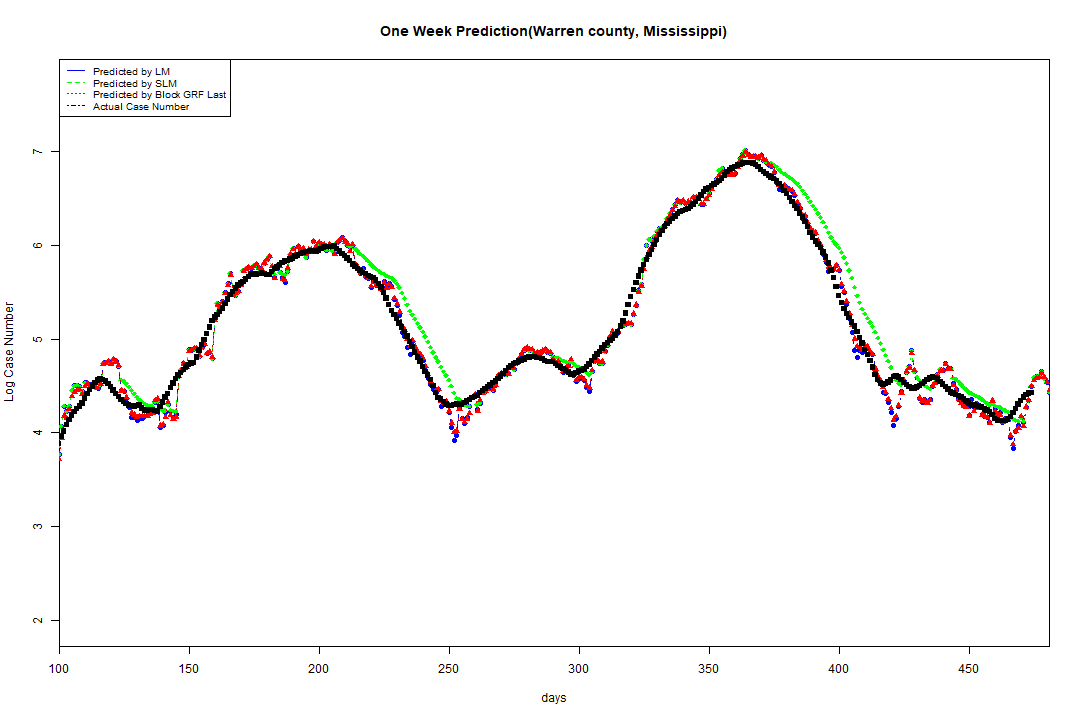 One Week Prediction(Warren county, Mississippi)
Predicted by LM
Predicted by SLM
Predicted by Block GRF Last
Actual Case Number
7
6
5
4
3
2
Log Case Number
100 150 200 250 300 350 400 450
days